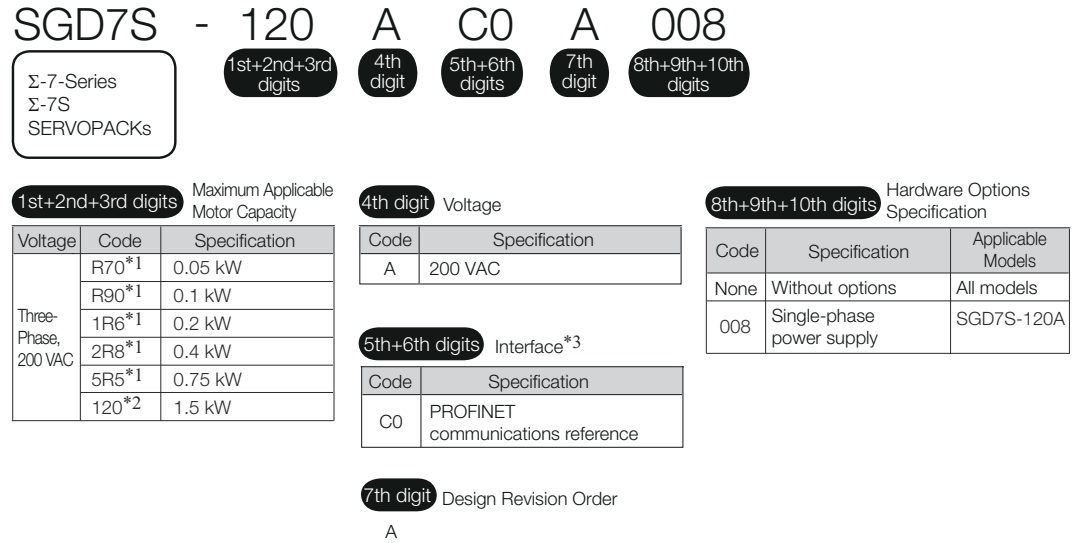 SGD7S - 120 A C0 A 008
1st+2nd+3rd
digits
4th
digit
5th+6th
digits
7th
digit
8th+9th+10th
digits
Σ-7-Series
Σ-7S
SERVOPACKs
1st+2nd+3rd digits Maximum Applicable
Motor Capacity
Voltage Code Specification
Three-
Phase,
200 VAC
R70*1 0.05 kW
R90*1 0.1 kW
1R6*1 0.2 kW
2R8*1 0.4 kW
5R5*1 0.75 kW
120*2 1.5 kW
4th digit Voltage
Code Specification
A 200 VAC
5th+6th digits Interface*3
Code Specification
C0 PROFINET
communications reference
7th digit Design Revision Order
A
8th+9th+10th digits Hardware Options
Specification
Code Specification Applicable
Models
None Without options All models
008 Single-phase
power supply SGD7S-120A